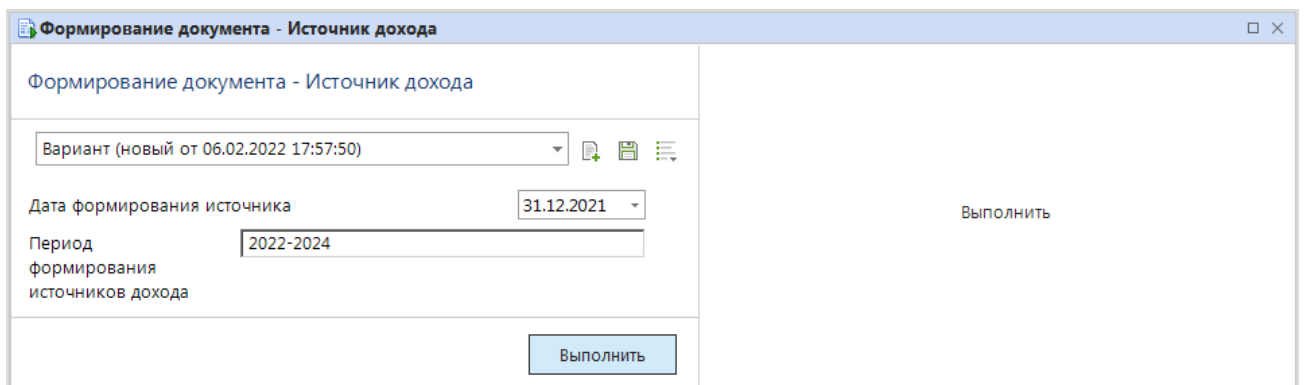 Формирование документа - Источник дохода
Формирование документа - Источник дохода
Вариант (новый от 06.02.2022 17:57:50)
Дата формирования источника 31.12.2021
Период 2022-2024
формирования
источников дохода
Выполнить
Выполнить